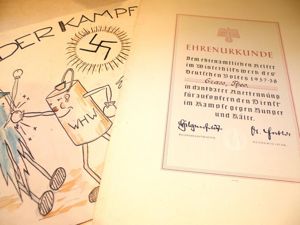 DER KAMPF
WHW
EHRENURKUNDE
dem ehrenamtlichen Helfer
im Winterhilfswerk des
Deutschen Volkes 1937-38
in dankbarer Anerkennung
für aufopfernden Dienst
im Kampfe gegen Hunger
und Kälte.